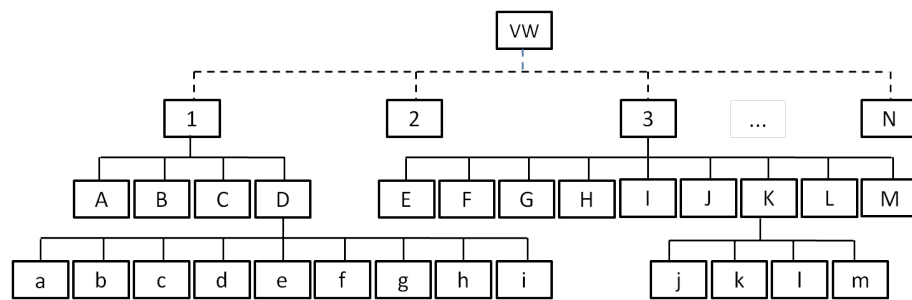 VW
1 2 3 ... N
A B C D E F G H I J K L M
a b c d e f g h i j k l m